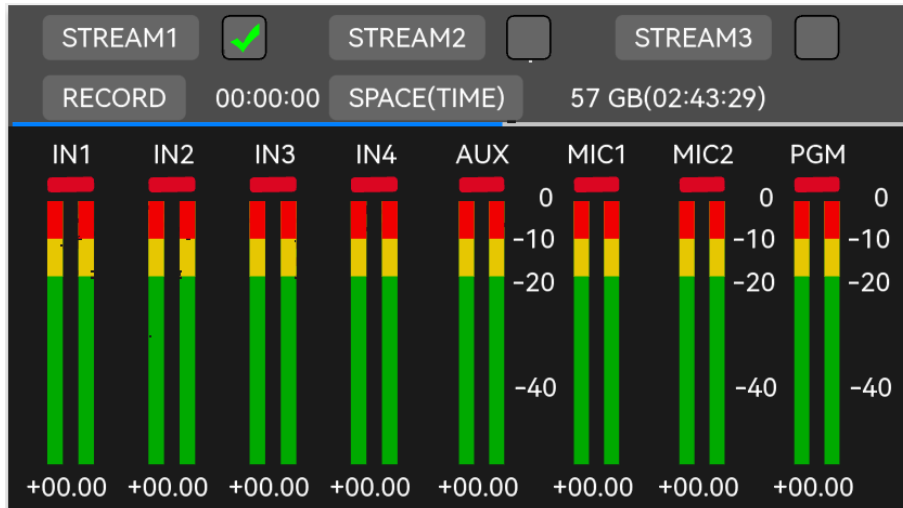 STREAM1 STREAM2 STREAM3
RECORD 00:00:00 SPACE(TIME) 57 GB(02:43:29)
IN1 IN2 IN3 IN4 AUX MIC1 MIC2 PGM
0 0 0
-10 -10 -10
-20 -20 -20
-40 -40 -40
+00.00 +00.00 +00.00 +00.00 +00.00 +00.00 +00.00 +00.00